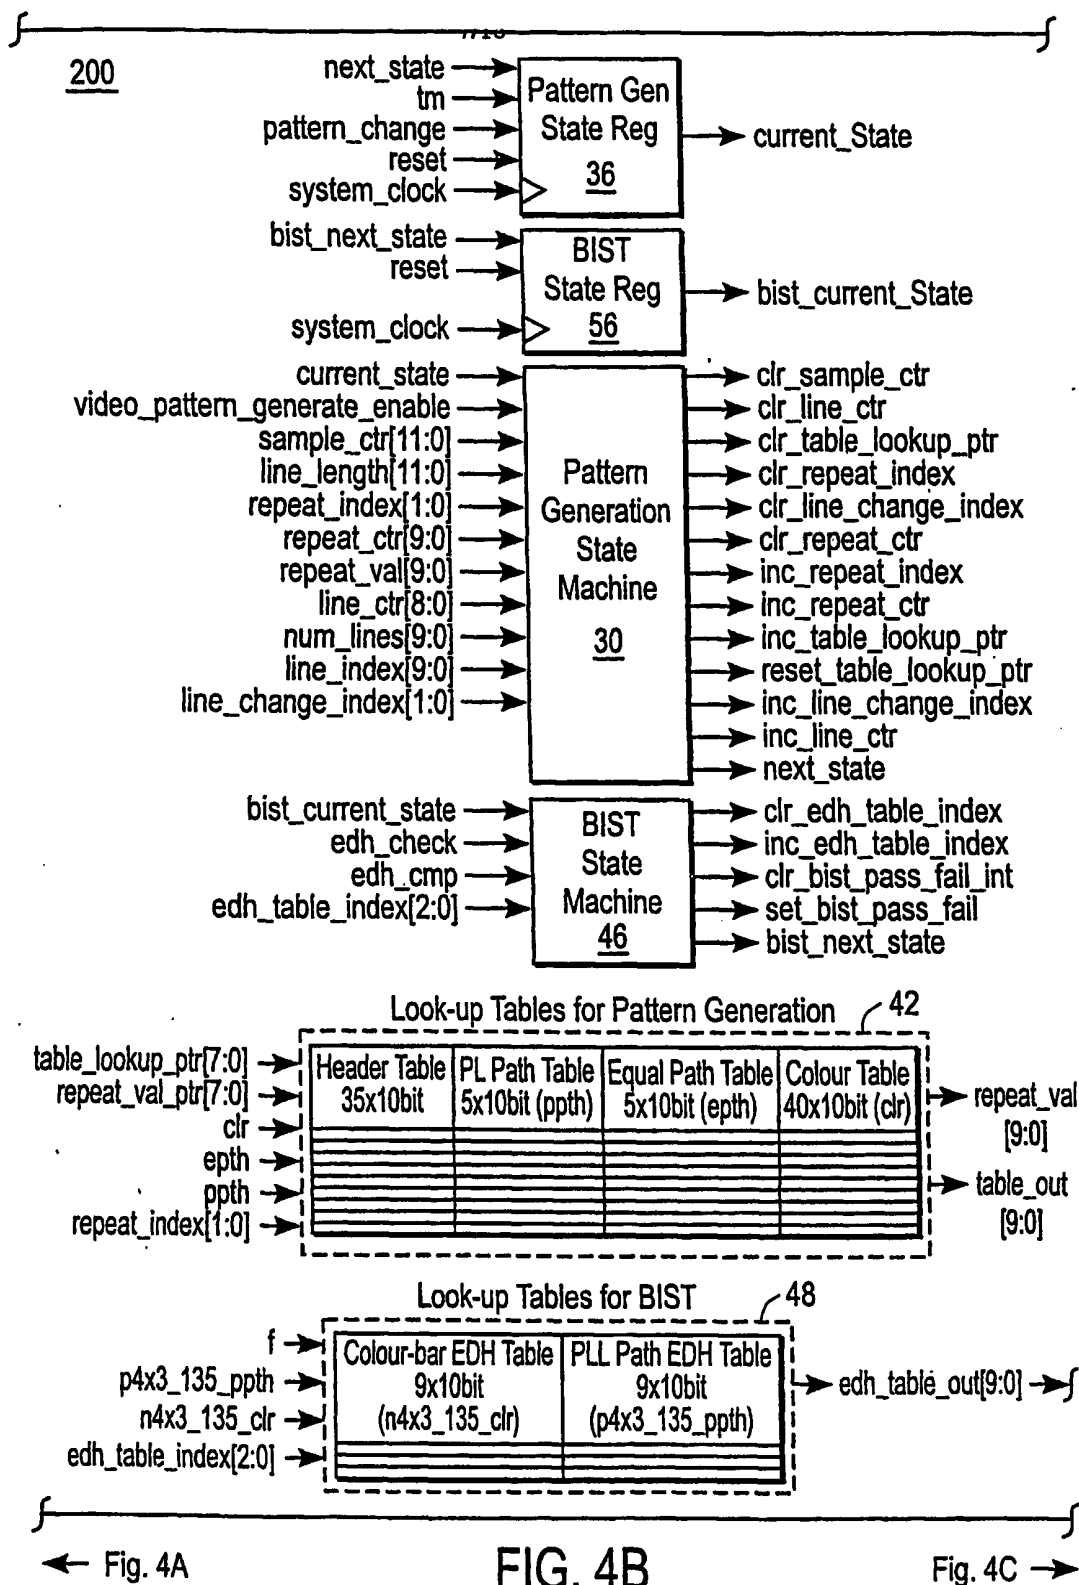 200
next_state
tm
pattern_change
reset
system_clock
Pattern Gen
State Reg
36
current_State
bist_next_state
reset
system_clock
BIST
State Reg
56
bist_current_State
current_state
video_pattern_generate_enable
sample_ctr[11:0]
line_length[11:0]
repeat_index[1:0]
repeat_ctr[9:0]
repeat_val[9:0]
line_ctr[8:0]
num_lines[9:0]
line_index[9:0]
line_change_index[1:0]
Pattern
Generation
State
Machine
30
clr_sample_ctr
clr_line_ctr
clr_table_lookup_ptr
clr_repeat_index
clr_line_change_index
clr_repeat_ctr
inc_repeat_index
inc_repeat_ctr
inc_table_lookup_ptr
reset_table_lookup_ptr
inc_line_change_index
inc_line_ctr
next_state
bist_current_state
edh_check
edh_cmp
edh_table_index[2:0]
BIST
State
Machine
46
clr_edh_table_index
inc_edh_table_index
clr_bist_pass_fail_int
set_bist_pass_fail
bist_next_state
Look-up Tables for Pattern Generation
42
table_lookup_ptr[7:0]
repeat_val_ptr[7:0]
clr
epth
ppth
repeat_index[1:0]
Header Table
35x10bit
PL Path Table
5x10bit (ppth)
Equal Path Table
5x10bit (epth)
Colour Table
40x10bit (clr)
repeat_val
[9:0]
table_out
[9:0]
Look-up Tables for BIST
48
f
p4x3_135_ppth
n4x3_135_clr
edh_table_index[2:0]
Colour-bar EDH Table
9x10bit
(n4x3_135_clr)
PLL Path EDH Table
9x10bit
(p4x3_135_ppth)
edh_table_out[9:0]
Fig. 4A
FIG. 4B
Fig. 4C